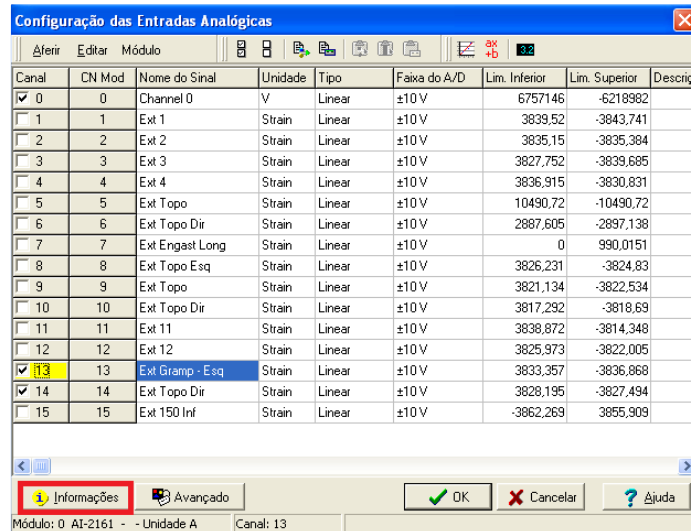 Configuração das Entradas Analógicas
Aferir Editar Módulo ax +b 3.2
Canal CN Mod Nome do Sinal Unidade Tipo Faixa do A/D Lim. Inferior Lim. Superior Descriç
0 0 Channel 0 V Linear ±10 V 6757146 -6218982
1 1 Ext 1 Strain Linear ±10 V 3839,52 -3843,741
2 2 Ext 2 Strain Linear ±10 V 3835,15 -3835,384
3 3 Ext 3 Strain Linear ±10 V 3827,752 -3839,685
4 4 Ext 4 Strain Linear ±10 V 3836,915 -3830,831
5 5 Ext Topo Strain Linear ±10 V 10490,72 -10490,72
6 6 Ext Topo Dir Strain Linear ±10 V 2887,605 -2897,138
7 7 Ext Engast Long Strain Linear ±10 V 0 990,0151
8 8 Ext Topo Esq Strain Linear ±10 V 3826,231 -3824,83
9 9 Ext Topo Strain Linear ±10 V 3821,134 -3822,534
10 10 Ext Topo Dir Strain Linear ±10 V 3817,292 -3818,69
11 11 Ext 11 Strain Linear ±10 V 3838,872 -3814,348
12 12 Ext 12 Strain Linear ±10 V 3825,973 -3822,005
13 13 Ext Gramp - Esq Strain Linear ±10 V 3833,357 -3836,868
14 14 Ext Topo Dir Strain Linear ±10 V 3828,195 -3827,494
15 15 Ext 150 Inf Strain Linear ±10 V -3862,269 3855,909
Informações Avançado OK Cancelar Ajuda
Módulo: 0 AI-2161 - - Unidade A Canal: 13